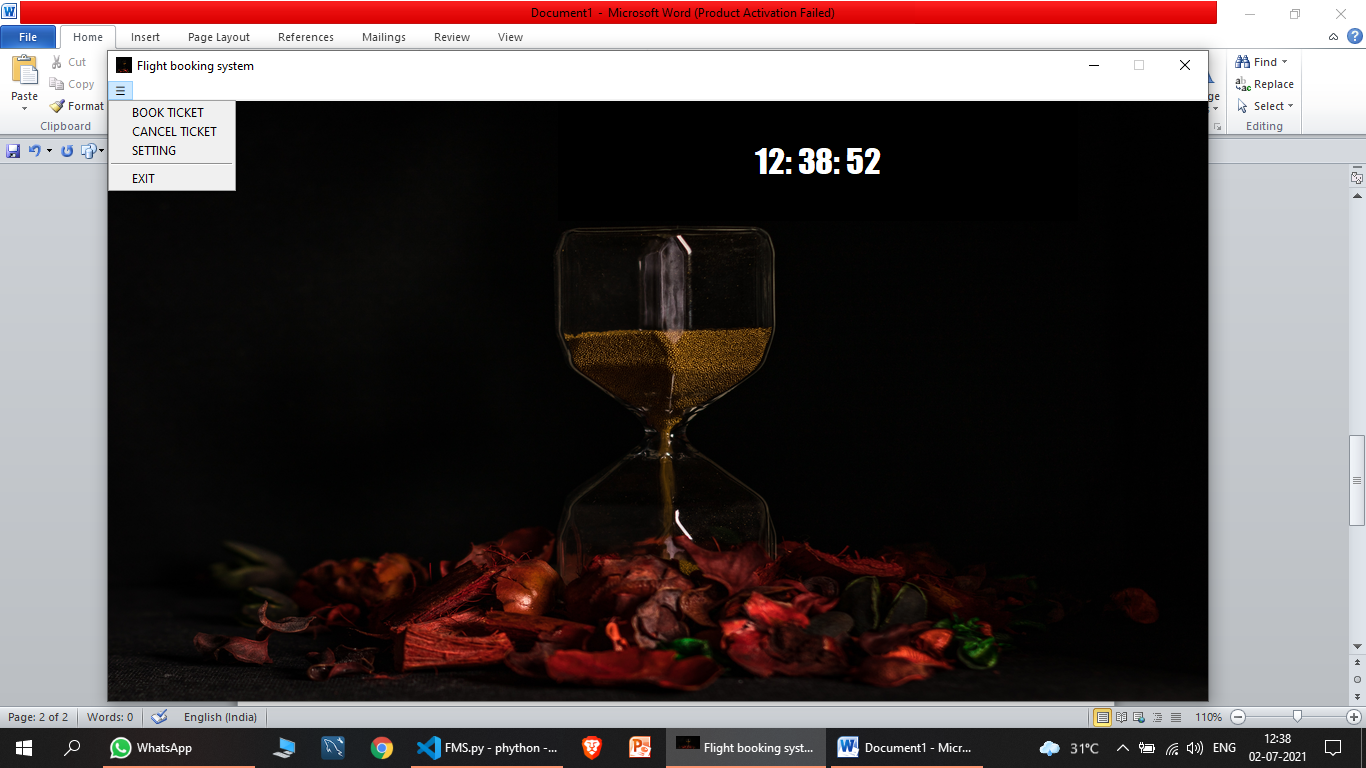 Document1 - Microsoft Word (Product Activation Failed)
File Home Insert Page Layout References Mailings Review View
Flight booking system
Cut
Copy
Format
Paste
Clipboard
Find
Replace
Select
Editing
ge
BOOK TICKET
CANCEL TICKET
SETTING
EXIT
12: 38: 52
Page: 2 of 2 Words: 0 English (India) 110%
WhatsApp FMS.py - phython -... Flight booking syst... Document1 - Micr... 31°C ENG 12:38
02-07-2021